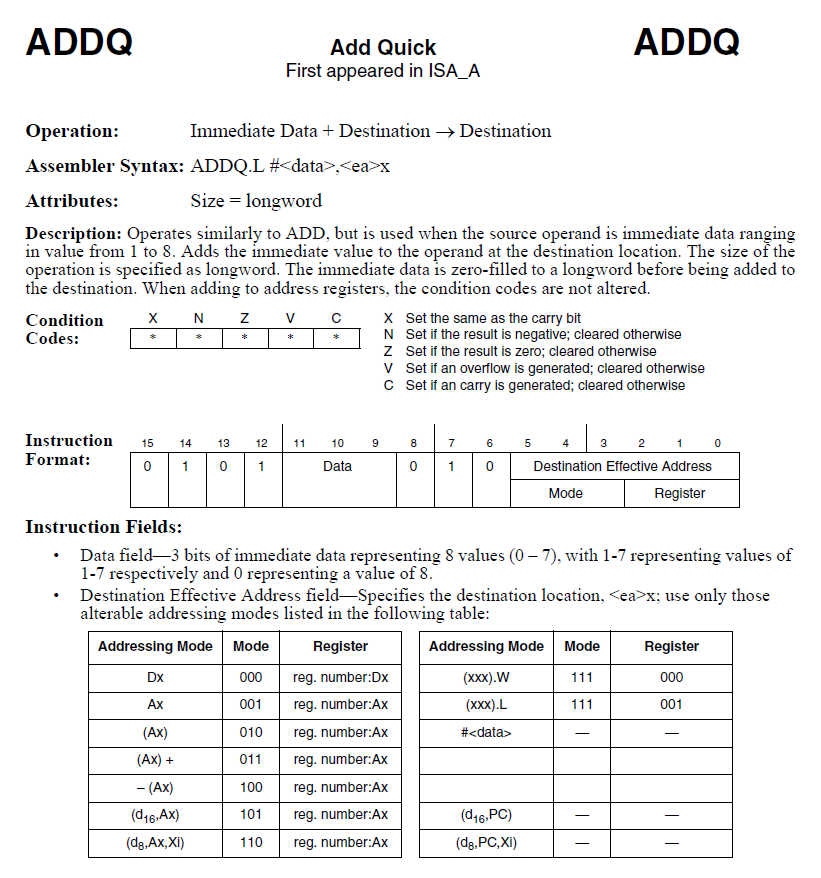 ADDQ Add Quick ADDQ
First appeared in ISA_A
Operation: Immediate Data + Destination → Destination
Assembler Syntax: ADDQ.L #<data>,<ea>x
Attributes: Size = longword
Description: Operates similarly to ADD, but is used when the source operand is immediate data ranging
in value from 1 to 8. Adds the immediate value to the operand at the destination location. The size of the
operation is specified as longword. The immediate data is zero-filled to a longword before being added to
the destination. When adding to address registers, the condition codes are not altered.
Condition X N Z V C X Set the same as the carry bit
Codes: * * * * * N Set if the result is negative; cleared otherwise
Z Set if the result is zero; cleared otherwise
V Set if an overflow is generated; cleared otherwise
C Set if an carry is generated; cleared otherwise
Instruction 15 14 13 12 11 10 9 8 7 6 5 4 3 2 1 0
Format: 0 1 0 1 Data 0 1 0 Destination Effective Address
Mode Register
Instruction Fields:
• Data field—3 bits of immediate data representing 8 values (0 – 7), with 1-7 representing values of
1-7 respectively and 0 representing a value of 8.
• Destination Effective Address field—Specifies the destination location, <ea>x; use only those
alterable addressing modes listed in the following table:
Addressing Mode Mode Register Addressing Mode Mode Register
Dx 000 reg. number:Dx (xxx).W 111 000
Ax 001 reg. number:Ax (xxx).L 111 001
(Ax) 010 reg. number:Ax #<data> — —
(Ax) + 011 reg. number:Ax
– (Ax) 100 reg. number:Ax
(d16,Ax) 101 reg. number:Ax (d16,PC) — —
(d8,Ax,Xi) 110 reg. number:Ax (d8,PC,Xi) — —